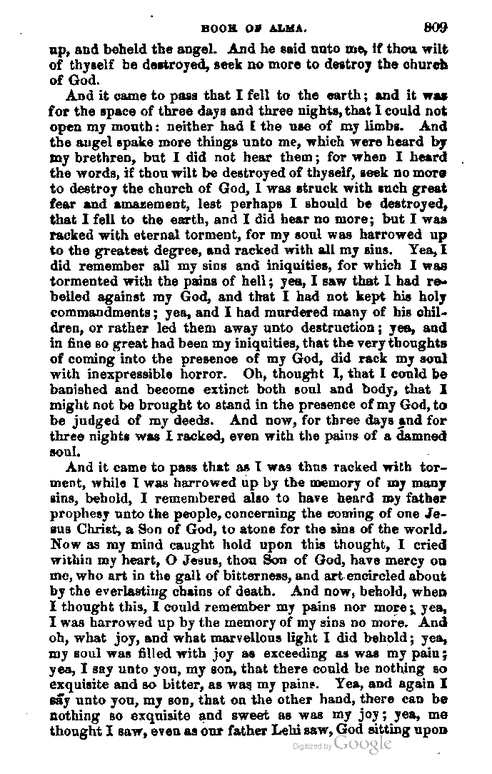 BOOK OF ALMA. 309
up, and beheld the angel. And he said unto me, if thou wilt
of thyself be destroyed, seek no more to destroy the church
of God.
And it came to pass that I fell to the earth; and it was
for the space of three days and three nights, that I could not
open my mouth: neither had I the use of my limbs. And
the angel spake more things unto me, which were heard by
my brethren, but I did not hear them; for when I heard
the words, if thou wilt be destroyed of thyself, seek no more
to destroy the church of God, I was struck with such great
fear and amazement, lest perhaps I should be destroyed,
that I fell to the earth, and I did hear no more; but I was
racked with eternal torment, for my soul was harrowed up
to the greatest degree, and racked with all my sins. Yea, I
did remember all my sins and iniquities, for which I was
tormented with the pains of hell; yea, I saw that I had re-
belled against my God, and that I had not kept his holy
commandments; yea, and I had murdered many of his chil-
dren, or rather led them away unto destruction; yea, and
in fine so great had been my iniquities, that the very thoughts
of coming into the presence of my God, did rack my soul
with inexpressible horror. Oh, thought I, that I could be
banished and become extinct both soul and body, that I
might not be brought to stand in the presence of my God, to
be judged of my deeds. And now, for three days and for
three nights was I racked, even with the pains of a damned
soul.
And it came to pass that as I was thus racked with tor-
ment, while I was harrowed up by the memory of my many
sins, behold, I remembered also to have heard my father
prophesy unto the people, concerning the coming of one Je-
sus Christ, a Son of God, to atone for the sins of the world.
Now as my mind caught hold upon this thought, I cried
within my heart, O Jesus, thou Son of God, have mercy on
me, who art in the gall of bitterness, and art encircled about
by the everlasting chains of death. And now, behold, when
I thought this, I could remember my pains nor more; yea,
I was harrowed up by the memory of my sins no more. And
oh, what joy, and what marvellous light I did behold; yea,
my soul was filled with joy as exceeding as was my pain;
yea, I say unto you, my son, that there could be nothing so
exquisite and so bitter, as was my pains. Yea, and again I
say unto you, my son, that on the other hand, there can be
nothing so exquisite and sweet as was my joy; yea, me
thought I saw, even as our father Lehi saw, God sitting upon
Digitized by Google